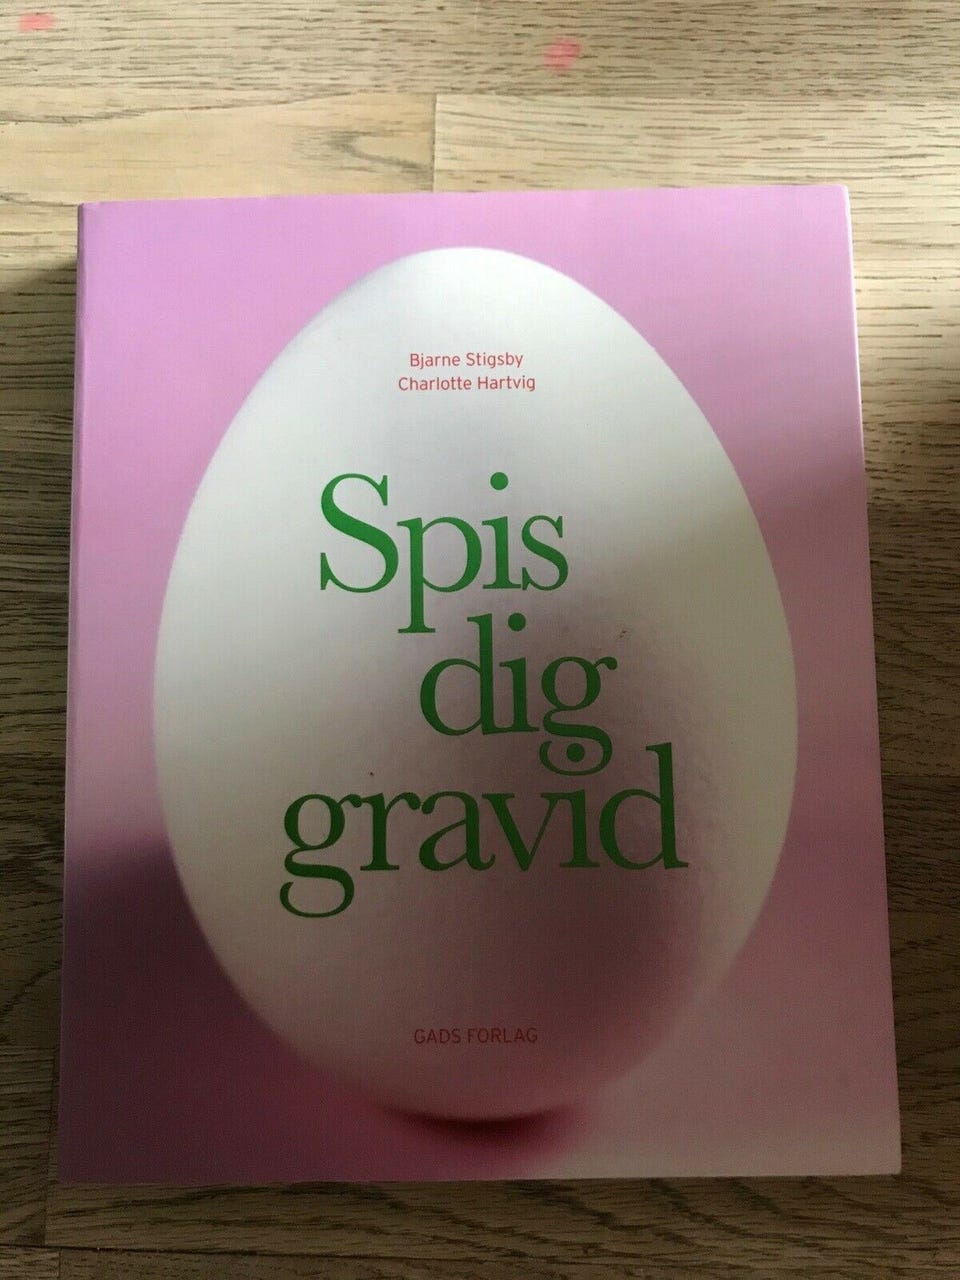 Bjarne Stigsby
Charlotte Hartvig
Spis
dig
gravid
GADS FORLAG